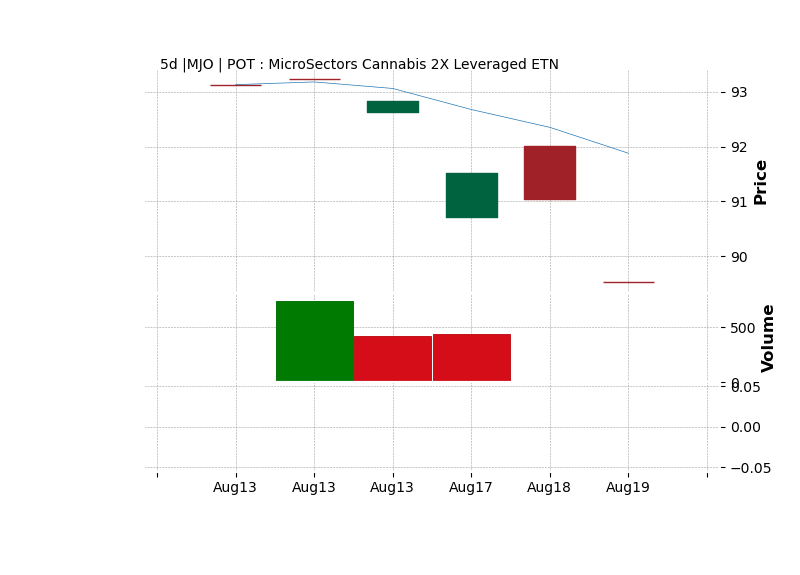 5d |MJO | POT : MicroSectors Cannabis 2X Leveraged ETN
93
92
91
90
Price
500
0
Volume
0.05
0.00
−0.05
Aug13 Aug13 Aug13 Aug17 Aug18 Aug19